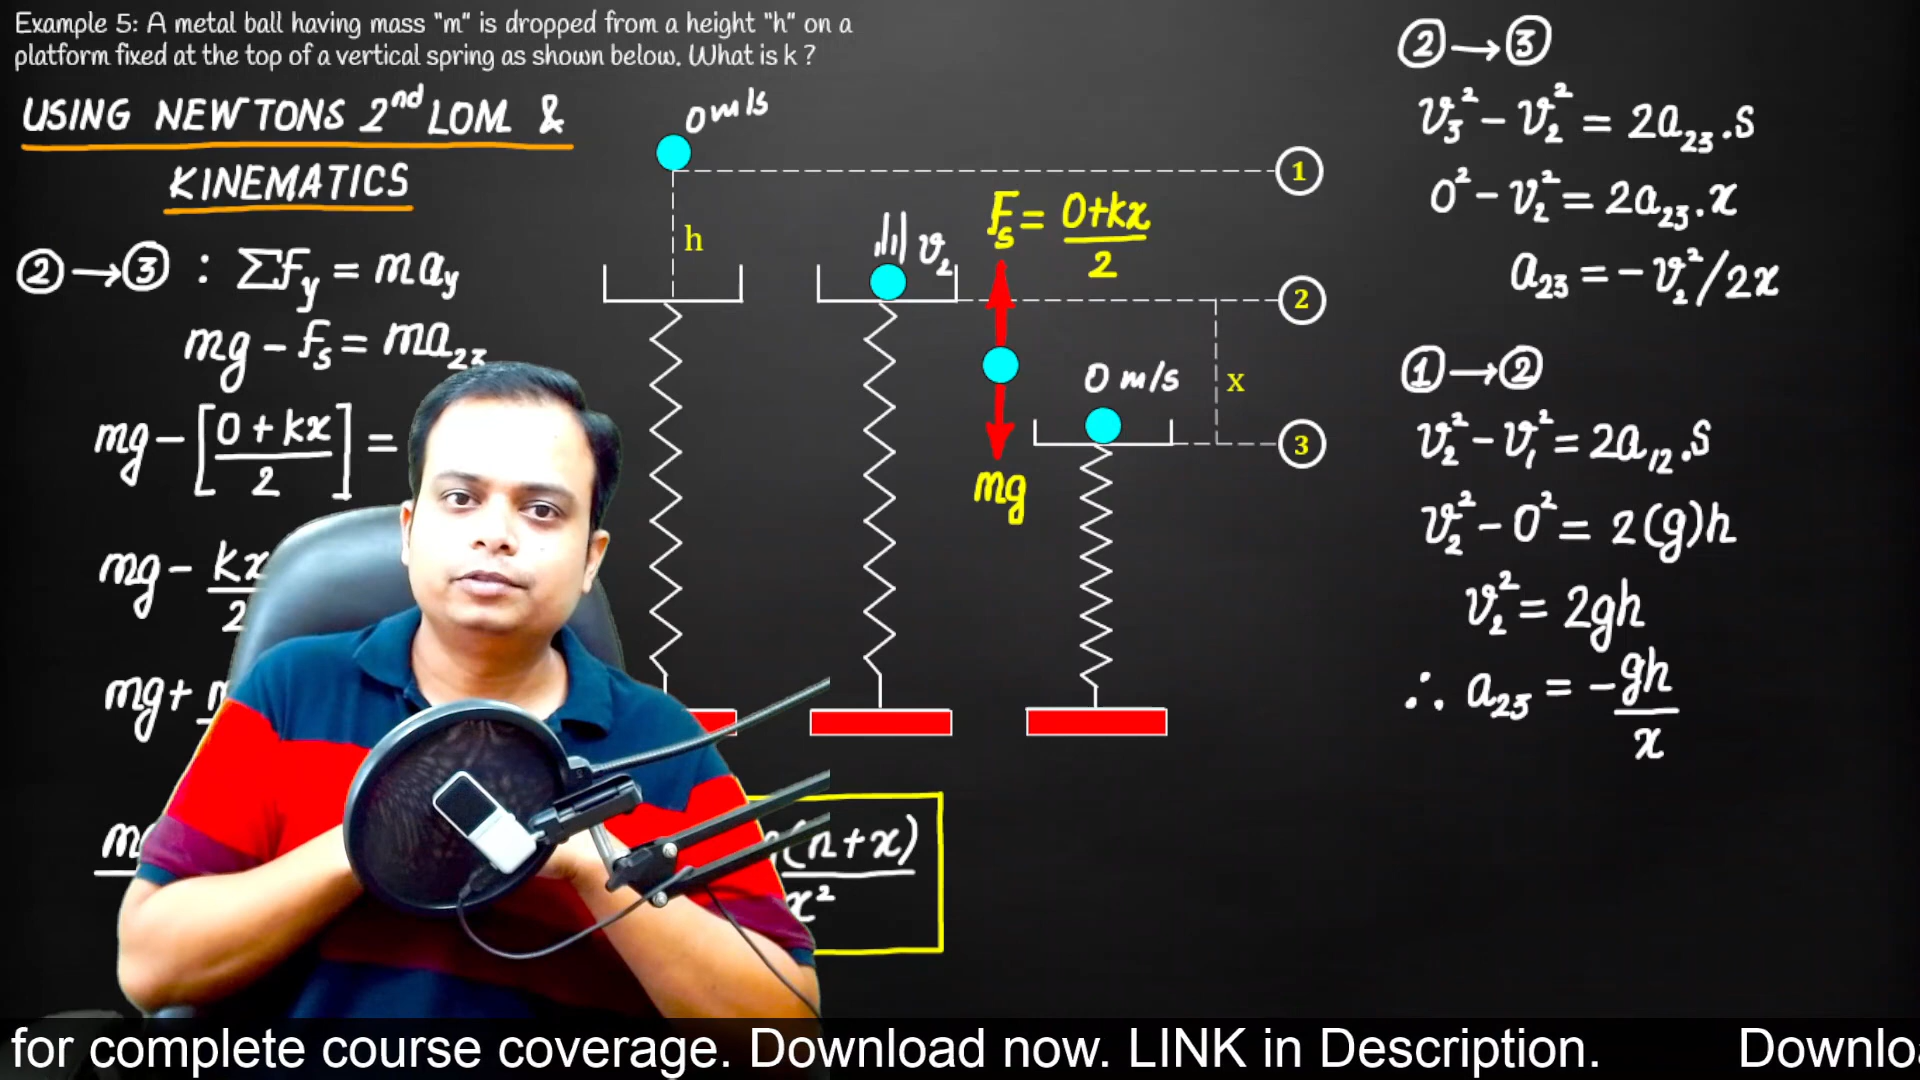 Example 5: A metal ball having mass "m" is dropped from a height "h" on a
platform fixed at the top of a vertical spring as shown below. What is k ?
USING NEWTONS 2nd LOM &
KINEMATICS
② → ③ : ΣFy = may
mg - Fs = ma23
mg - [0 + kx / 2] =
mg - kx / 2
mg +
0 m/s
h
v2
Fs = 0+kx / 2
mg
0 m/s
x
1
2
3
(h+x)
x²
② → ③
v3² - v2² = 2a23.s
0² - v2² = 2a23.x
a23 = - v2²/2x
① → ②
v2² - v1² = 2a12.s
v2² - 0² = 2(g)h
v2² = 2gh
∴ a23 = - gh / x
for complete course coverage. Download now. LINK in Description.
Downlo